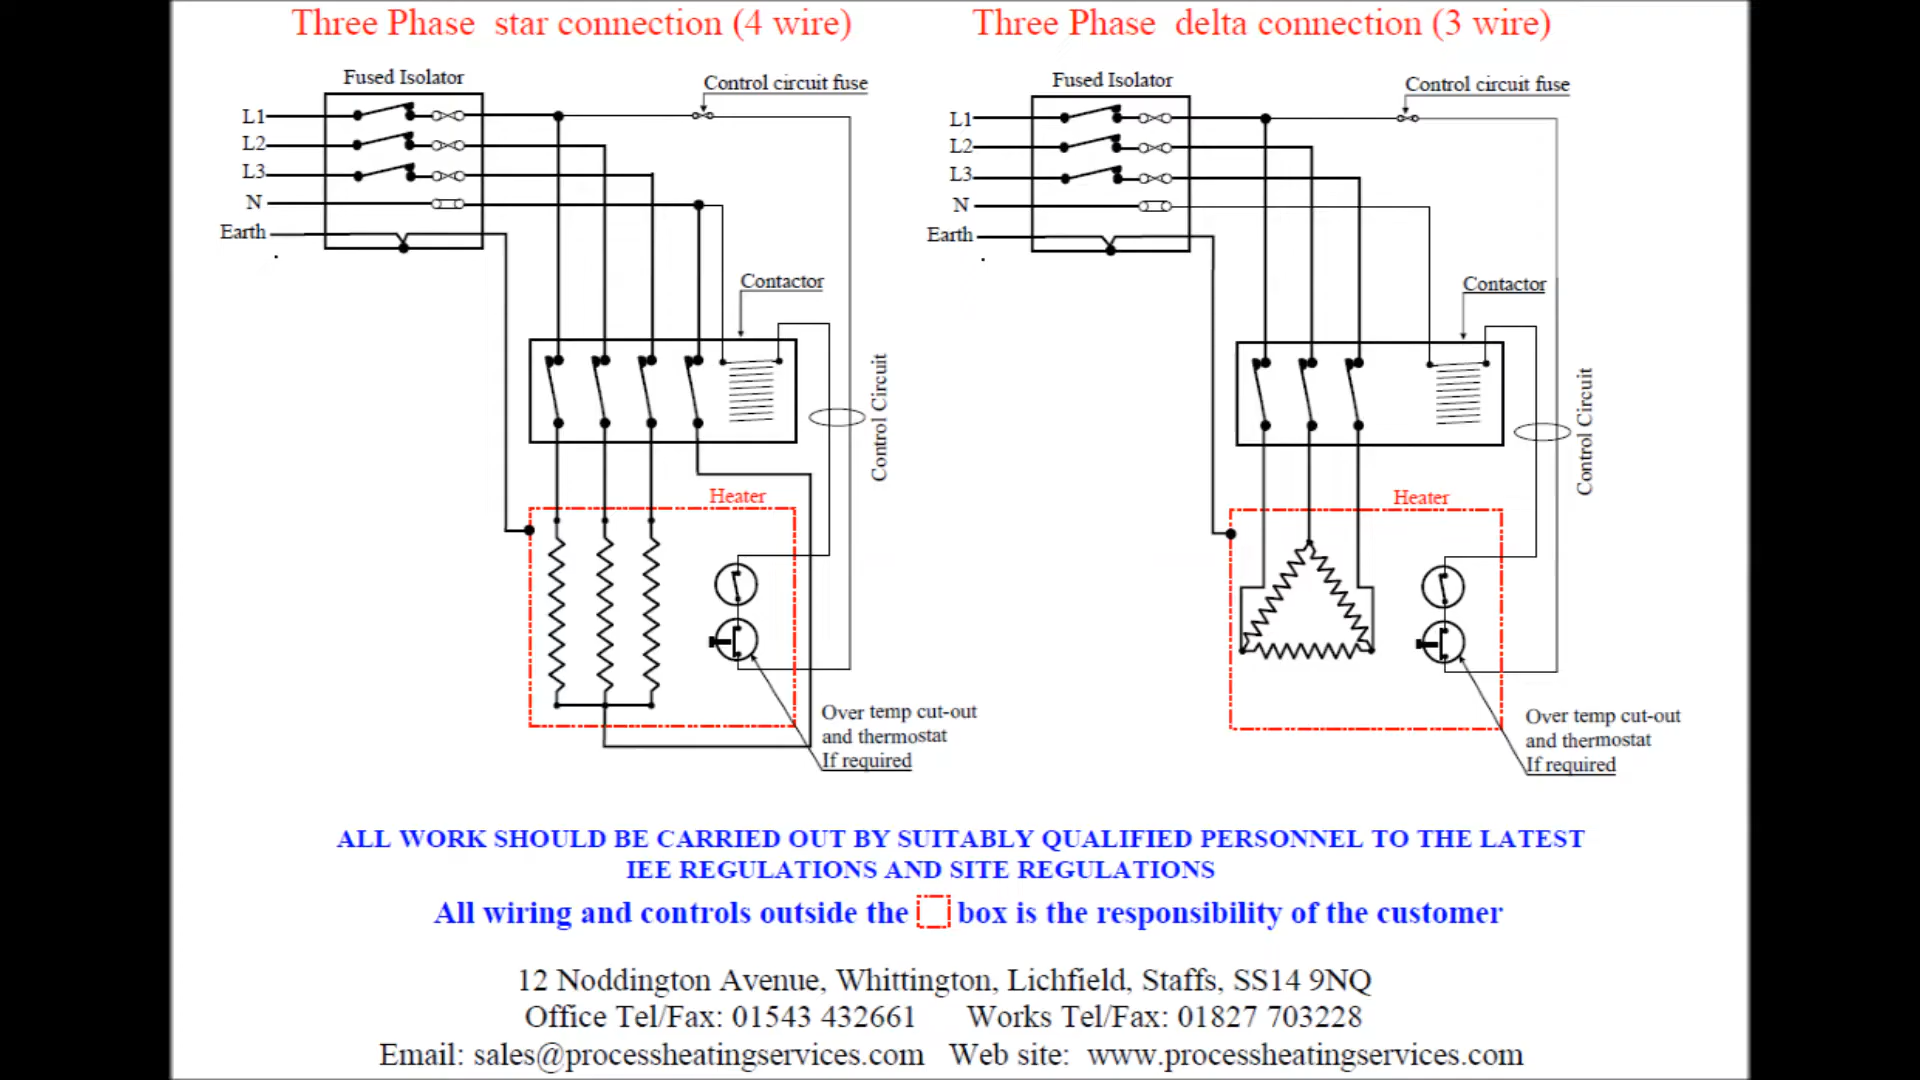 Three Phase star connection (4 wire)
Fused Isolator
Control circuit fuse
L1
L2
L3
N
Earth
Contactor
Control Circuit
Heater
Over temp cut-out
and thermostat
If required
Three Phase delta connection (3 wire)
Fused Isolator
Control circuit fuse
L1
L2
L3
N
Earth
Contactor
Control Circuit
Heater
Over temp cut-out
and thermostat
If required
ALL WORK SHOULD BE CARRIED OUT BY SUITABLY QUALIFIED PERSONNEL TO THE LATEST
IEE REGULATIONS AND SITE REGULATIONS
All wiring and controls outside the box is the responsibility of the customer
12 Noddington Avenue, Whittington, Lichfield, Staffs, SS14 9NQ
Office Tel/Fax: 01543 432661 Works Tel/Fax: 01827 703228
Email: sales@processheatingservices.com Web site: www.processheatingservices.com